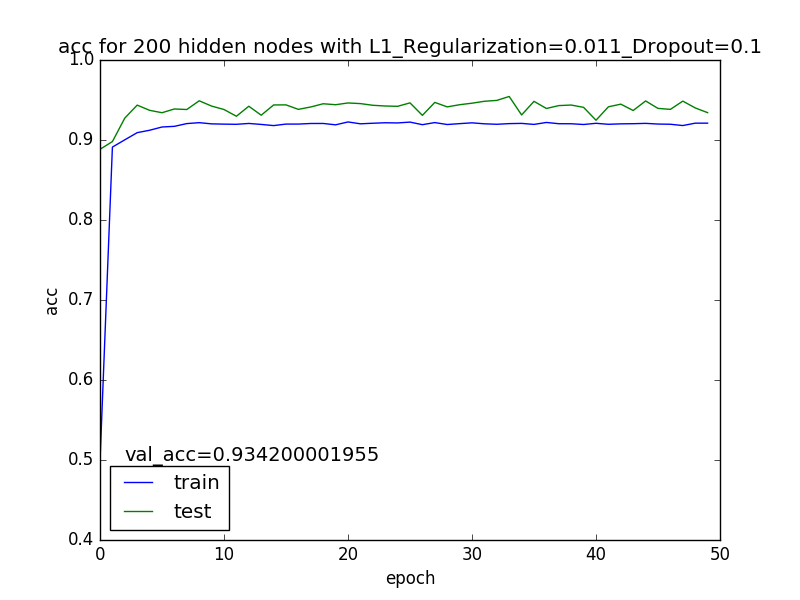 acc for 200 hidden nodes with L1_Regularization=0.011_Dropout=0.1
1.0
0.9
0.8
0.7
0.6
0.5
0.4
acc
val_acc=0.934200001955
train
test
0 10 20 30 40 50
epoch